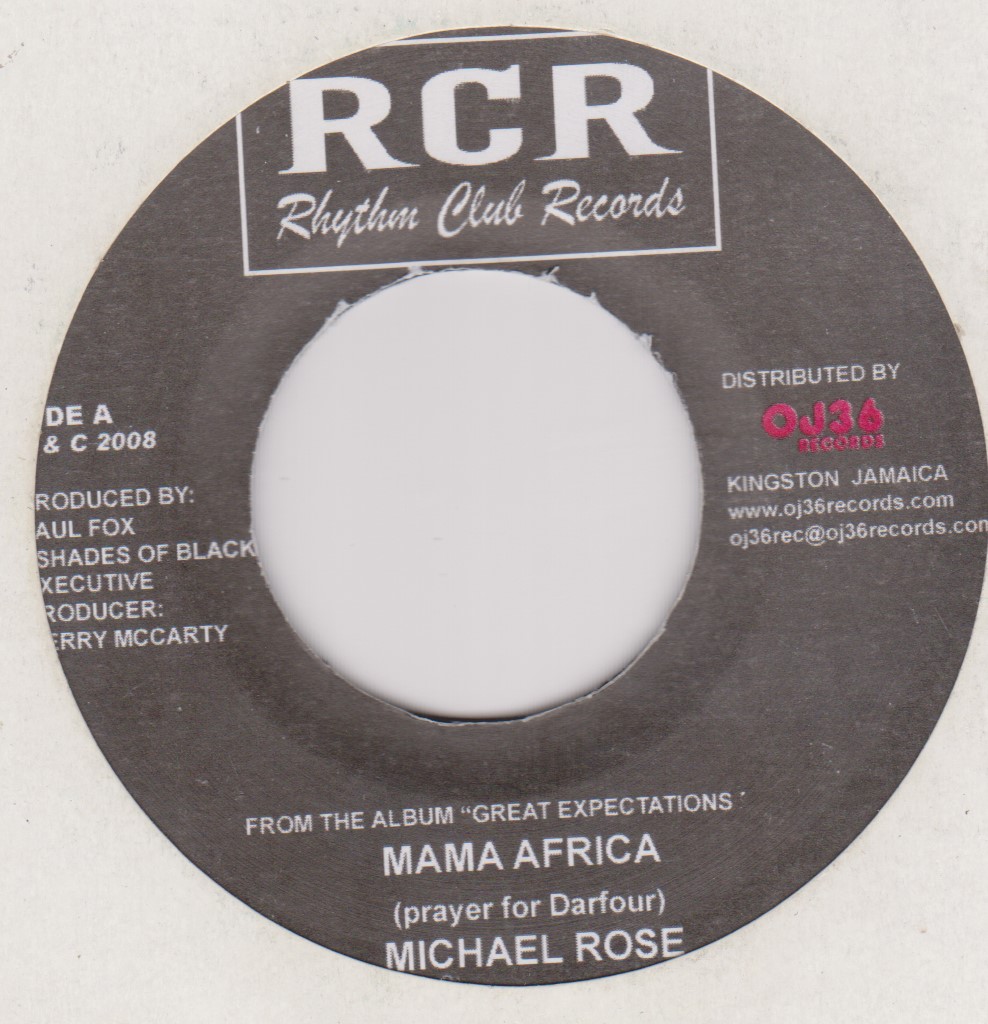 RCR
Rhythm Club Records
DE A
& C 2008
RODUCED BY:
AUL FOX
SHADES OF BLACK
XECUTIVE
RODUCER:
ERRY MCCARTY
DISTRIBUTED BY
OJ36
RECORDS
KINGSTON JAMAICA
www.oj36records.com
oj36rec@oj36records.com
FROM THE ALBUM “GREAT EXPECTATIONS
MAMA AFRICA
(prayer for Darfour)
MICHAEL ROSE